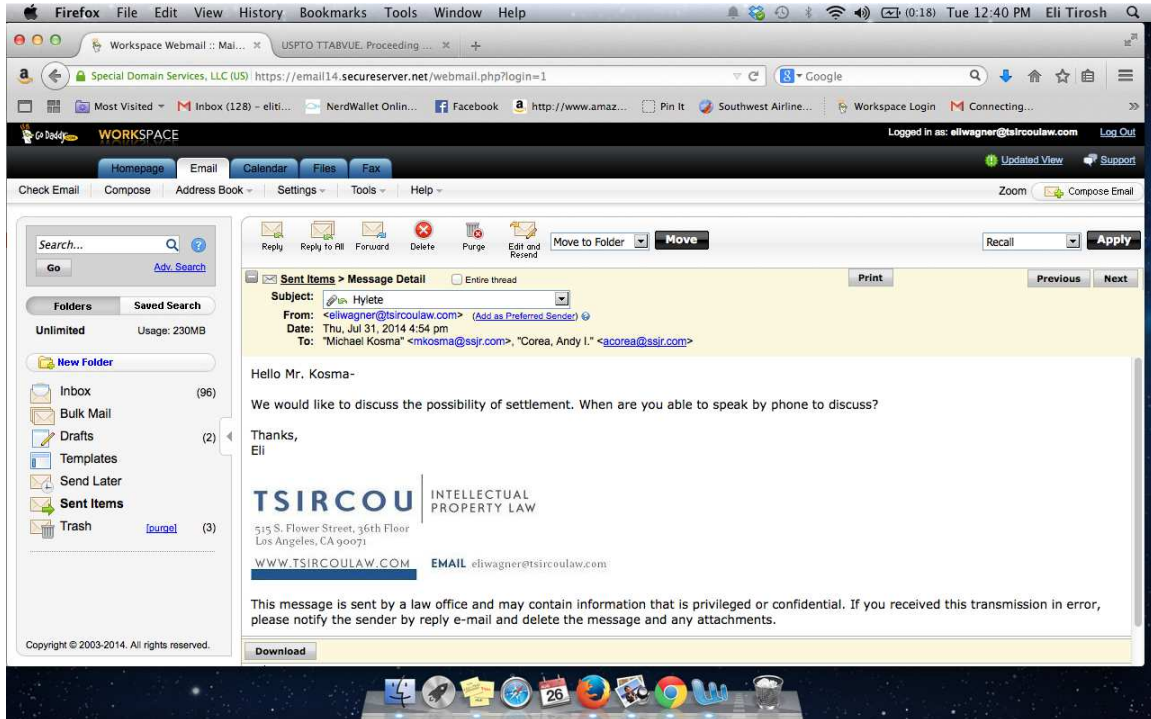 Firefox File Edit View History Bookmarks Tools Window Help (0:18) Tue 12:40 PM Eli Tirosh
Workspace Webmail :: Mai... USPTO TTABVUE. Proceeding ...
Special Domain Services, LLC (US) https://email14.secureserver.net/webmail.php?login=1 Google
Most Visited Inbox (128) – eliti... NerdWallet Onlin... Facebook http://www.amaz... Pin It Southwest Airline... Workspace Login Connecting...
Go Daddy.com WORKSPACE Logged in as: eliwagner@tsircoulaw.com Log Out
Homepage Email Calendar Files Fax Updated View Support
Check Email Compose Address Book Settings Tools Help Zoom Compose Email
Search...
Go Adv. Search
Folders Saved Search
Unlimited Usage: 230MB
New Folder
Inbox (96)
Bulk Mail
Drafts (2)
Templates
Send Later
Sent Items
Trash [purge] (3)
Copyright © 2003-2014. All rights reserved.
Reply Reply to All Forward Delete Purge Edit and Resend Move to Folder Move Recall Apply
Sent Items > Message Detail Entire thread Print Previous Next
Subject: Hylete
From: <eliwagner@tsircoulaw.com> (Add as Preferred Sender)
Date: Thu, Jul 31, 2014 4:54 pm
To: "Michael Kosma" <mkosma@ssjr.com>, "Corea, Andy I." <acorea@ssjr.com>
Hello Mr. Kosma-
We would like to discuss the possibility of settlement. When are you able to speak by phone to discuss?
Thanks,
Eli
TSIRCOU INTELLECTUAL
PROPERTY LAW
515 S. Flower Street, 36th Floor
Los Angeles, CA 90071
WWW.TSIRCOULAW.COM EMAIL eliwagner@tsircoulaw.com
This message is sent by a law office and may contain information that is privileged or confidential. If you received this transmission in error,
please notify the sender by reply e-mail and delete the message and any attachments.
Download
26